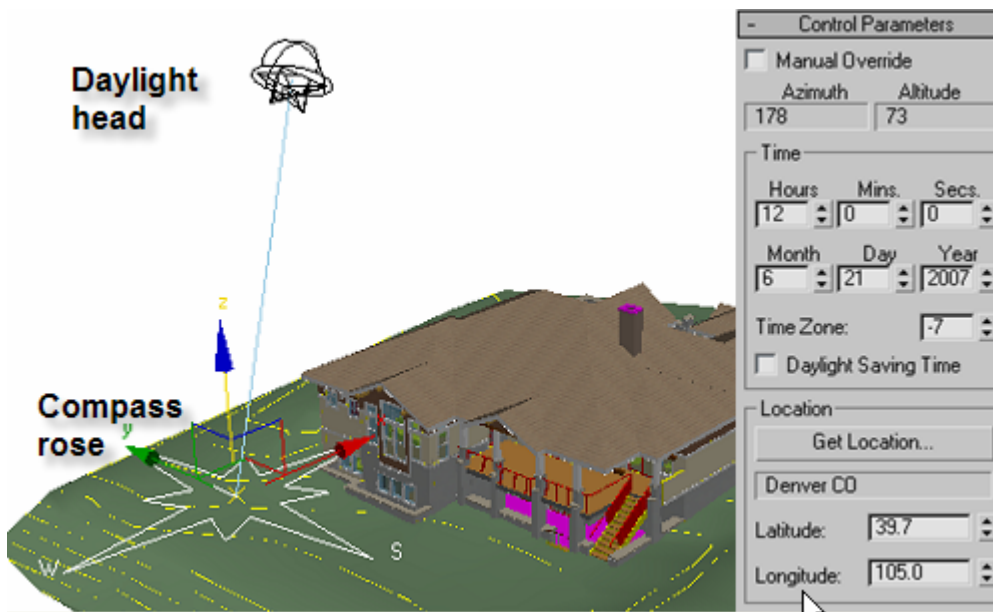 Daylight
head
z
Compass
rose
y
x
W
S
- Control Parameters
Manual Override
Azimuth Altitude
178 73
Time
Hours Mins. Secs.
12 0 0
Month Day Year
6 21 2007
Time Zone: -7
Daylight Saving Time
Location
Get Location...
Denver CO
Latitude: 39.7
Longitude: 105.0